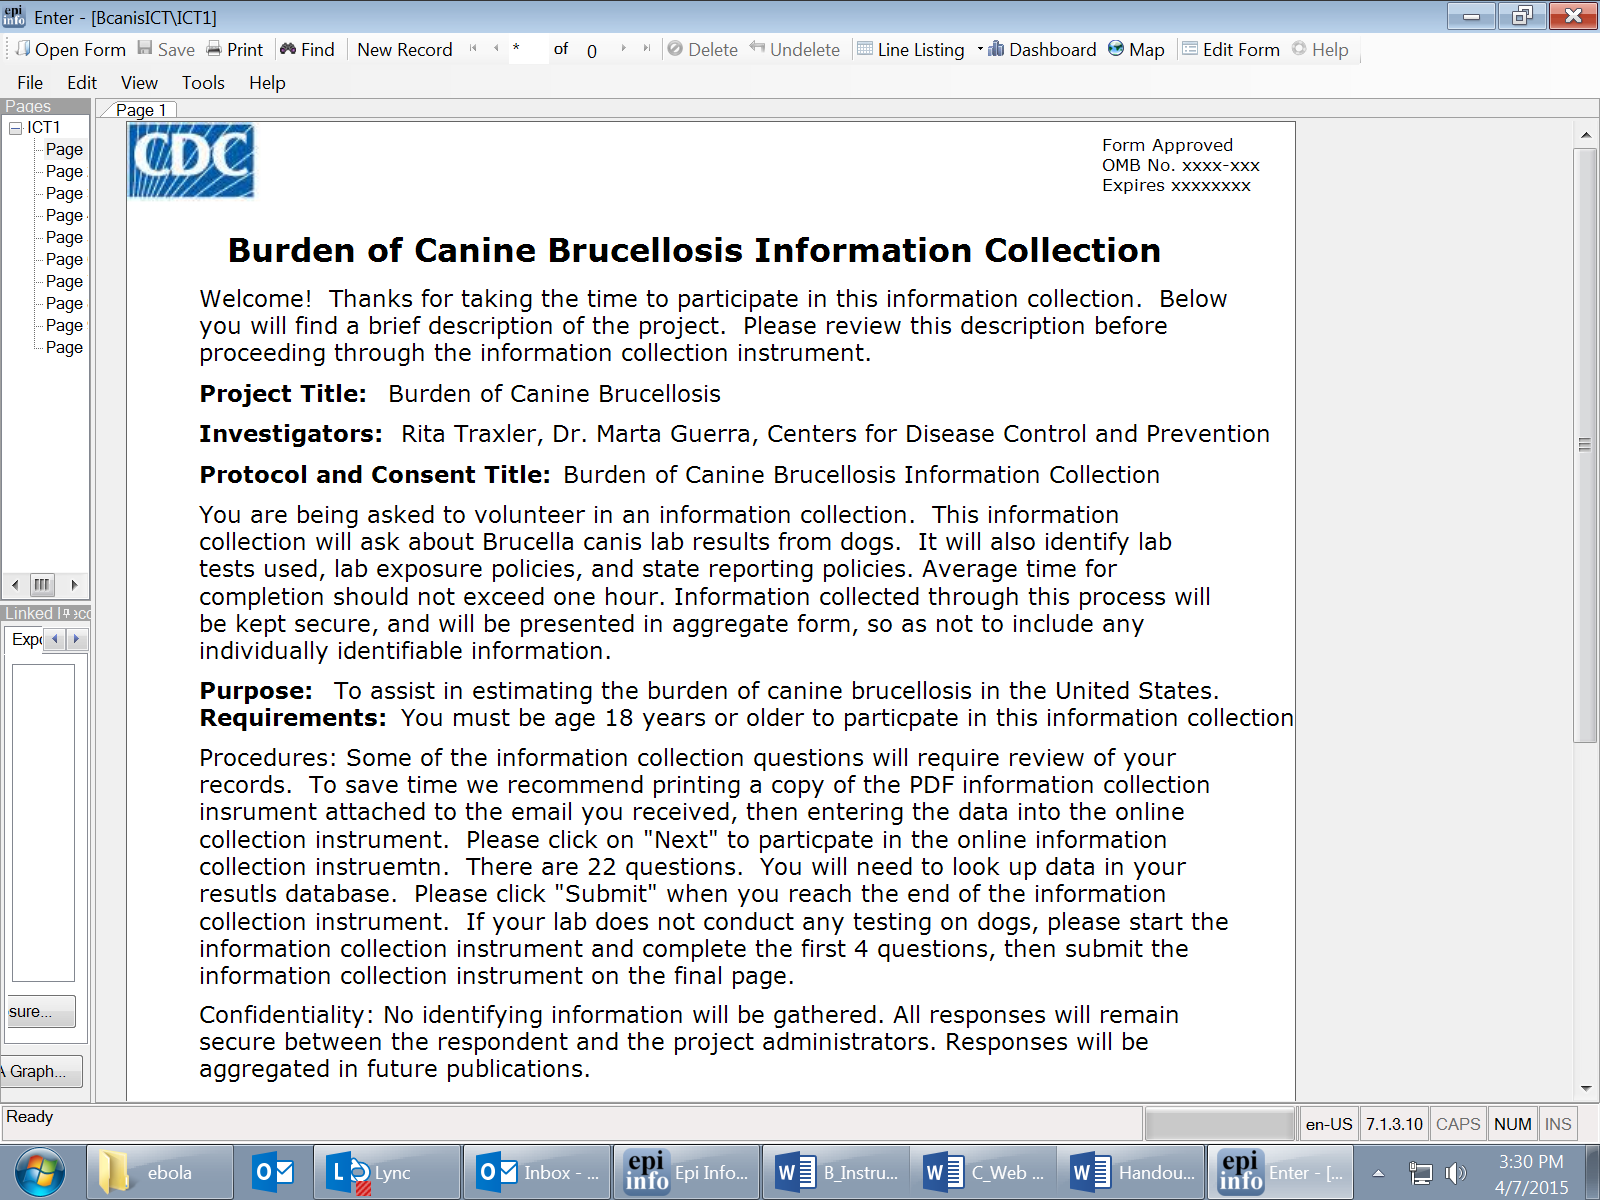 epi info Enter - [BcanisICT\ICT1]
Open Form Save Print Find New Record * of 0 Delete Undelete Line Listing Dashboard Map Edit Form Help
File Edit View Tools Help
Pages
Page 1
ICT1
Page
Page
Page
Page
Page
Page
Page
Page
Page
Page
CDC
Form Approved
OMB No. xxxx-xxx
Expires xxxxxxxx
Burden of Canine Brucellosis Information Collection
Welcome!  Thanks for taking the time to participate in this information collection.  Below
you will find a brief description of the project.  Please review this description before
proceeding through the information collection instrument.
Project Title:  Burden of Canine Brucellosis
Investigators:  Rita Traxler, Dr. Marta Guerra, Centers for Disease Control and Prevention
Protocol and Consent Title:  Burden of Canine Brucellosis Information Collection
You are being asked to volunteer in an information collection.  This information
collection will ask about Brucella canis lab results from dogs.  It will also identify lab
tests used, lab exposure policies, and state reporting policies. Average time for
completion should not exceed one hour. Information collected through this process will
be kept secure, and will be presented in aggregate form, so as not to include any
individually identifiable information.
Purpose:  To assist in estimating the burden of canine brucellosis in the United States.
Requirements:  You must be age 18 years or older to particpate in this information collection
Procedures: Some of the information collection questions will require review of your
records.  To save time we recommend printing a copy of the PDF information collection
insrument attached to the email you received, then entering the data into the online
collection instrument.  Please click on "Next" to particpate in the online information
collection instruemtn.  There are 22 questions.  You will need to look up data in your
resutls database.  Please click "Submit" when you reach the end of the information
collection instrument.  If your lab does not conduct any testing on dogs, please start the
information collection instrument and complete the first 4 questions, then submit the
information collection instrument on the final page.
Confidentiality: No identifying information will be gathered. All responses will remain
secure between the respondent and the project administrators. Responses will be
aggregated in future publications.
Linked
Expo
sure...
Graph...
Ready
en-US 7.1.3.10 CAPS NUM INS
ebola Lync Inbox - ... epi info Epi Info... B_Instru... C_Web ... Handou... epi info Enter - [...
3:30 PM
4/7/2015